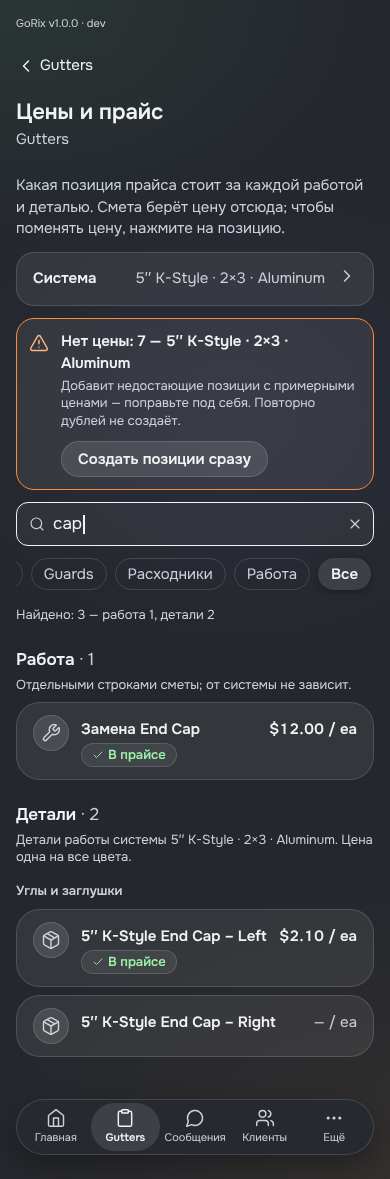 GoRix v1.0.0 · dev
Gutters
Цены и прайс
Gutters
Какая позиция прайса стоит за каждой работой
и деталью. Смета берёт цену отсюда; чтобы
поменять цену, нажмите на позицию.
Система 5″ K-Style · 2×3 · Aluminum
Нет цены: 7 — 5″ K-Style · 2×3 ·
Aluminum
Добавит недостающие позиции с примерными
ценами — поправьте под себя. Повторно
дублей не создаёт.
Создать позиции сразу
cap
Guards Расходники Работа Все
Найдено: 3 — работа 1, детали 2
Работа · 1
Отдельными строками сметы; от системы не зависит.
Замена End Cap $12.00 / ea
В прайсе
Детали · 2
Детали работы системы 5″ K-Style · 2×3 · Aluminum. Цена
одна на все цвета.
Углы и заглушки
5″ K-Style End Cap – Left $2.10 / ea
В прайсе
5″ K-Style End Cap – Right — / ea
Главная Gutters Сообщения Клиенты Ещё